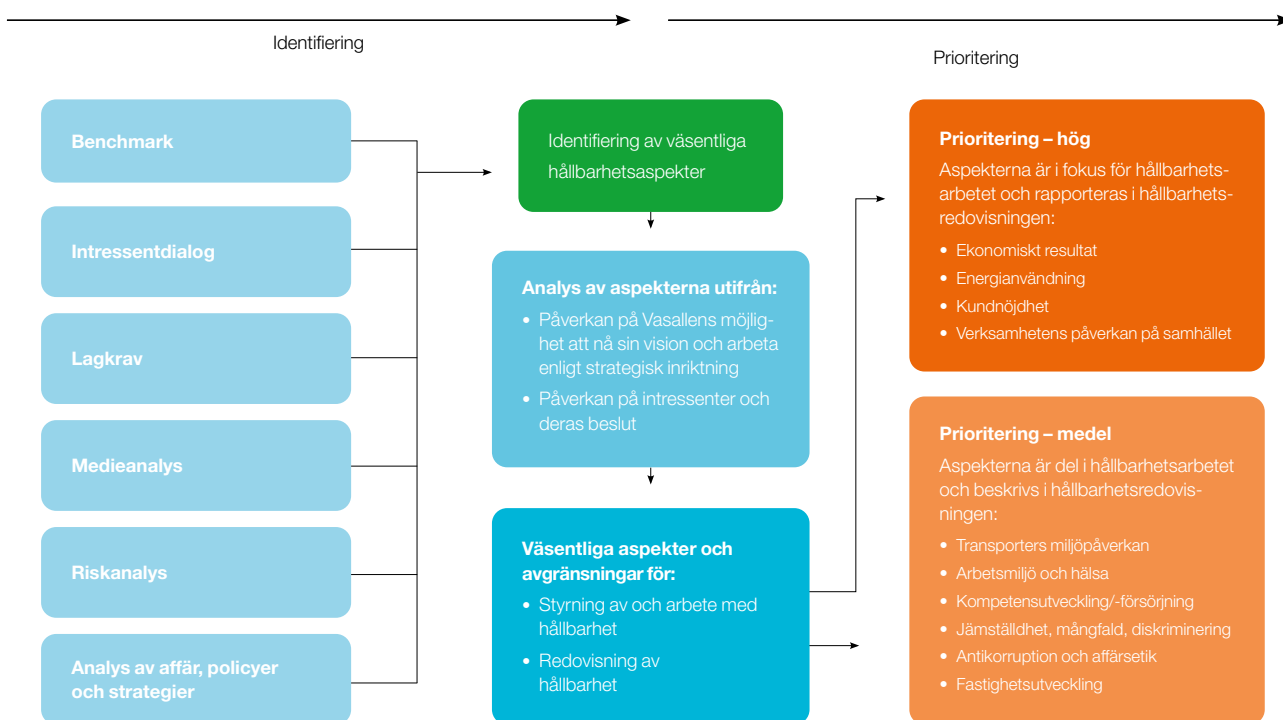 Identifiering
Prioritering
Benchmark
Intressentdialog
Lagkrav
Medieanalys
Riskanalys
Analys av affär, policyer
och strategier
Identifiering av väsentliga
hållbarhetsaspekter
Analys av aspekterna utifrån:
• Påverkan på Vasallens möjlig-
het att nå sin vision och arbeta
enligt strategisk inriktning
• Påverkan på intressenter och
deras beslut
Väsentliga aspekter och
avgränsningar för:
• Styrning av och arbete med
hållbarhet
• Redovisning av
hållbarhet
Prioritering – hög
Aspekterna är i fokus för hållbarhets-
arbetet och rapporteras i hållbarhets-
redovisningen:
• Ekonomiskt resultat
• Energianvändning
• Kundnöjdhet
• Verksamhetens påverkan på samhället
Prioritering – medel
Aspekterna är del i hållbarhetsarbetet
och beskrivs i hållbarhetsredovis-
ningen:
• Transporters miljöpåverkan
• Arbetsmiljö och hälsa
• Kompetensutveckling/-försörjning
• Jämställdhet, mångfald, diskriminering
• Antikorruption och affärsetik
• Fastighetsutveckling